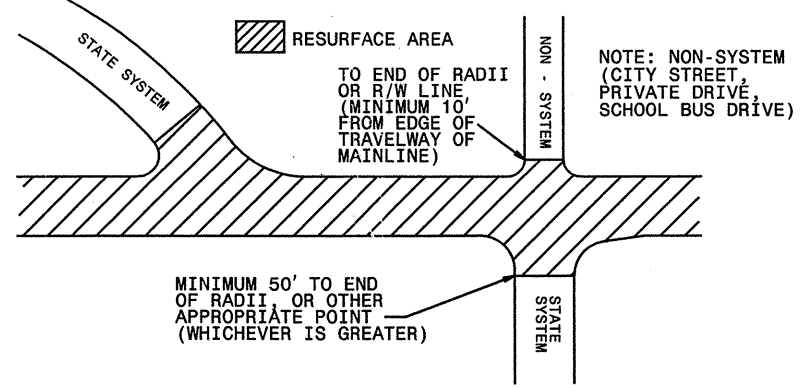 STATE SYSTEM
RESURFACE AREA
TO END OF RADII
OR R/W LINE
(MINIMUM 10'
FROM EDGE OF
TRAVELWAY OF
MAINLINE)
NON - SYSTEM
NOTE: NON-SYSTEM
(CITY STREET,
PRIVATE DRIVE,
SCHOOL BUS DRIVE)
MINIMUM 50' TO END
OF RADII, OR OTHER
APPROPRIATE POINT
(WHICHEVER IS GREATER)
STATE
SYSTEM